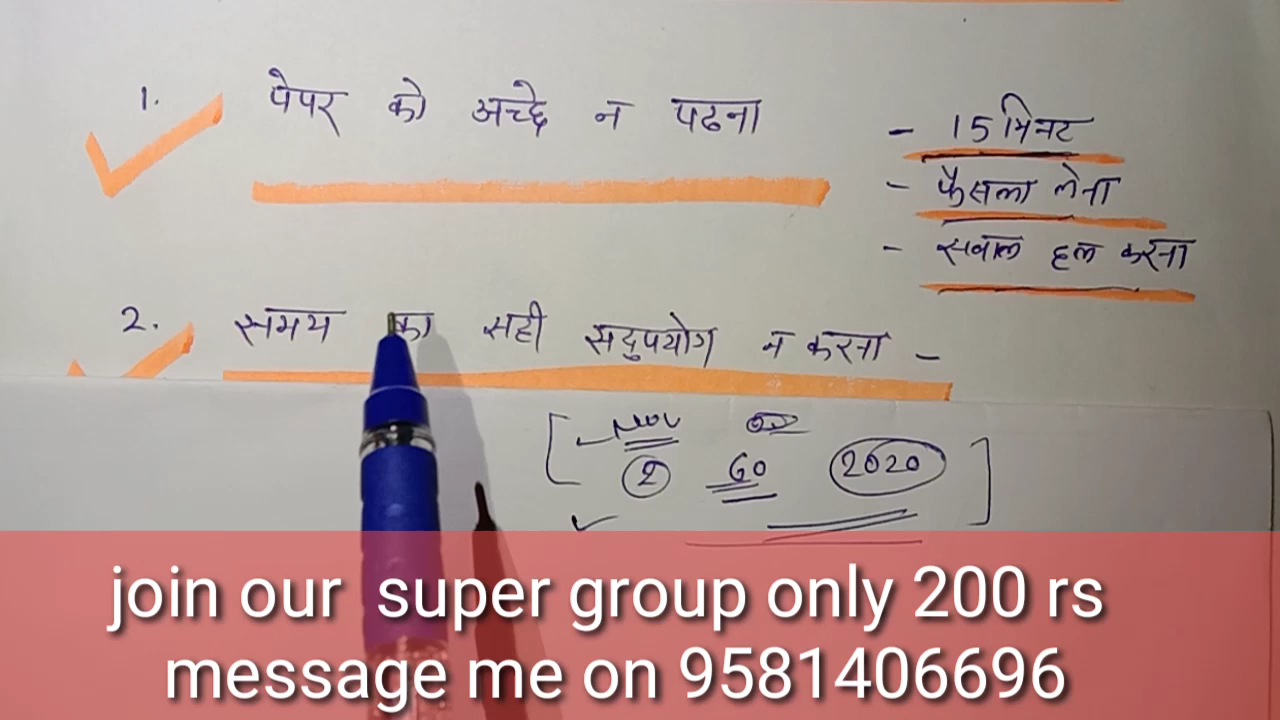 1. पेपर को अच्छे न पढना
- 15 मिनट
- फैसला लेना
- सवाल हल करना
2. समय का सही सदुपयोग न करना -
Nov
2 60 2020
join our super group only 200 rs
message me on 9581406696